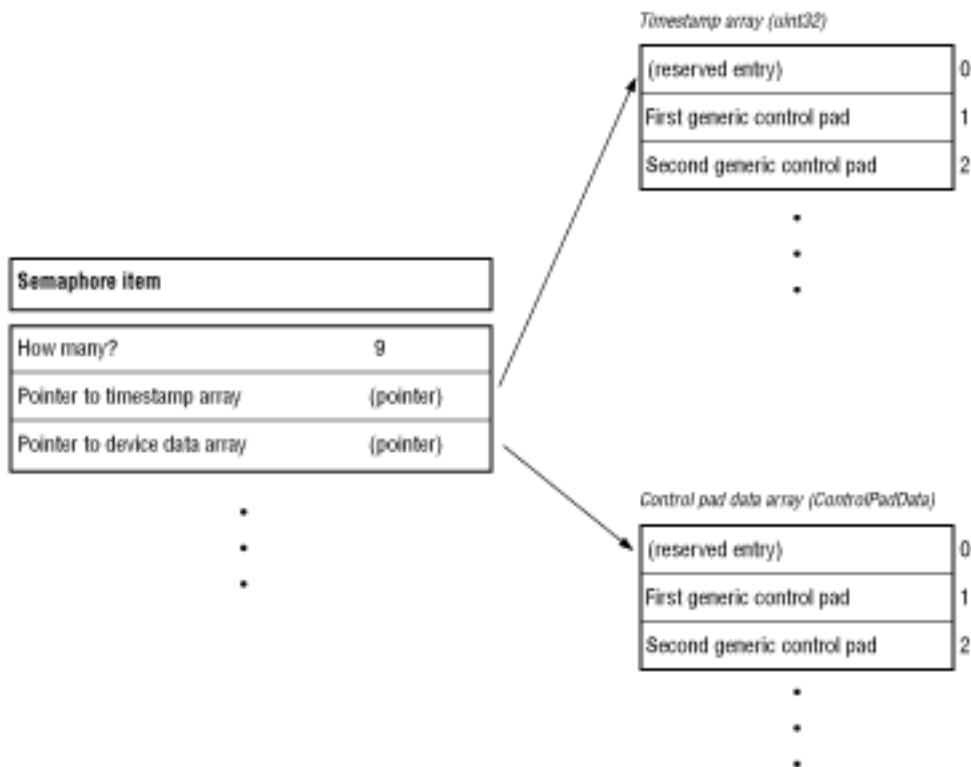 Timestamp array (uint32)
(reserved entry) 0
First generic control pad 1
Second generic control pad 2
Semaphore item
How many? 9
Pointer to timestamp array (pointer)
Pointer to device data array (pointer)
Control pad data array (ControlPadData)
(reserved entry) 0
First generic control pad 1
Second generic control pad 2